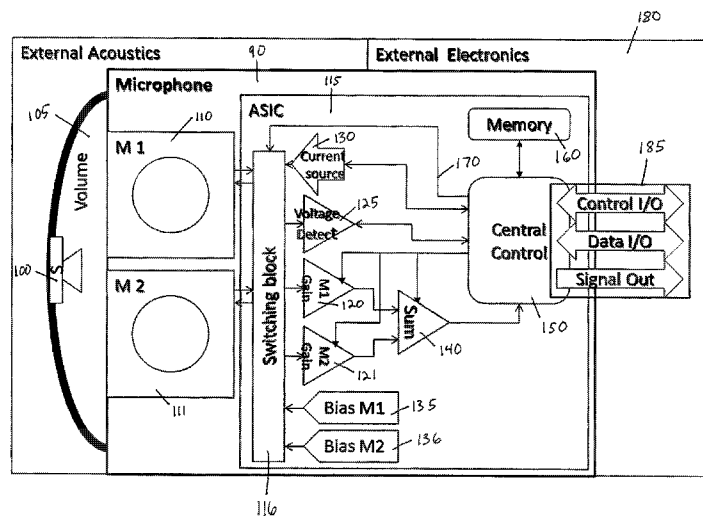 90
180
External Acoustics
External Electronics
Microphone
115
105
110
ASIC
130
Memory
160
170
185
M 1
Current
source
Volume
Voltage
Detect
125
Central
Control
Control I/O
Data I/O
Signal Out
100
'S'
M 2
Switching block
M1
Gain
120
Sum
140
150
M2
Gain
121
111
Bias M1
135
Bias M2
136
116